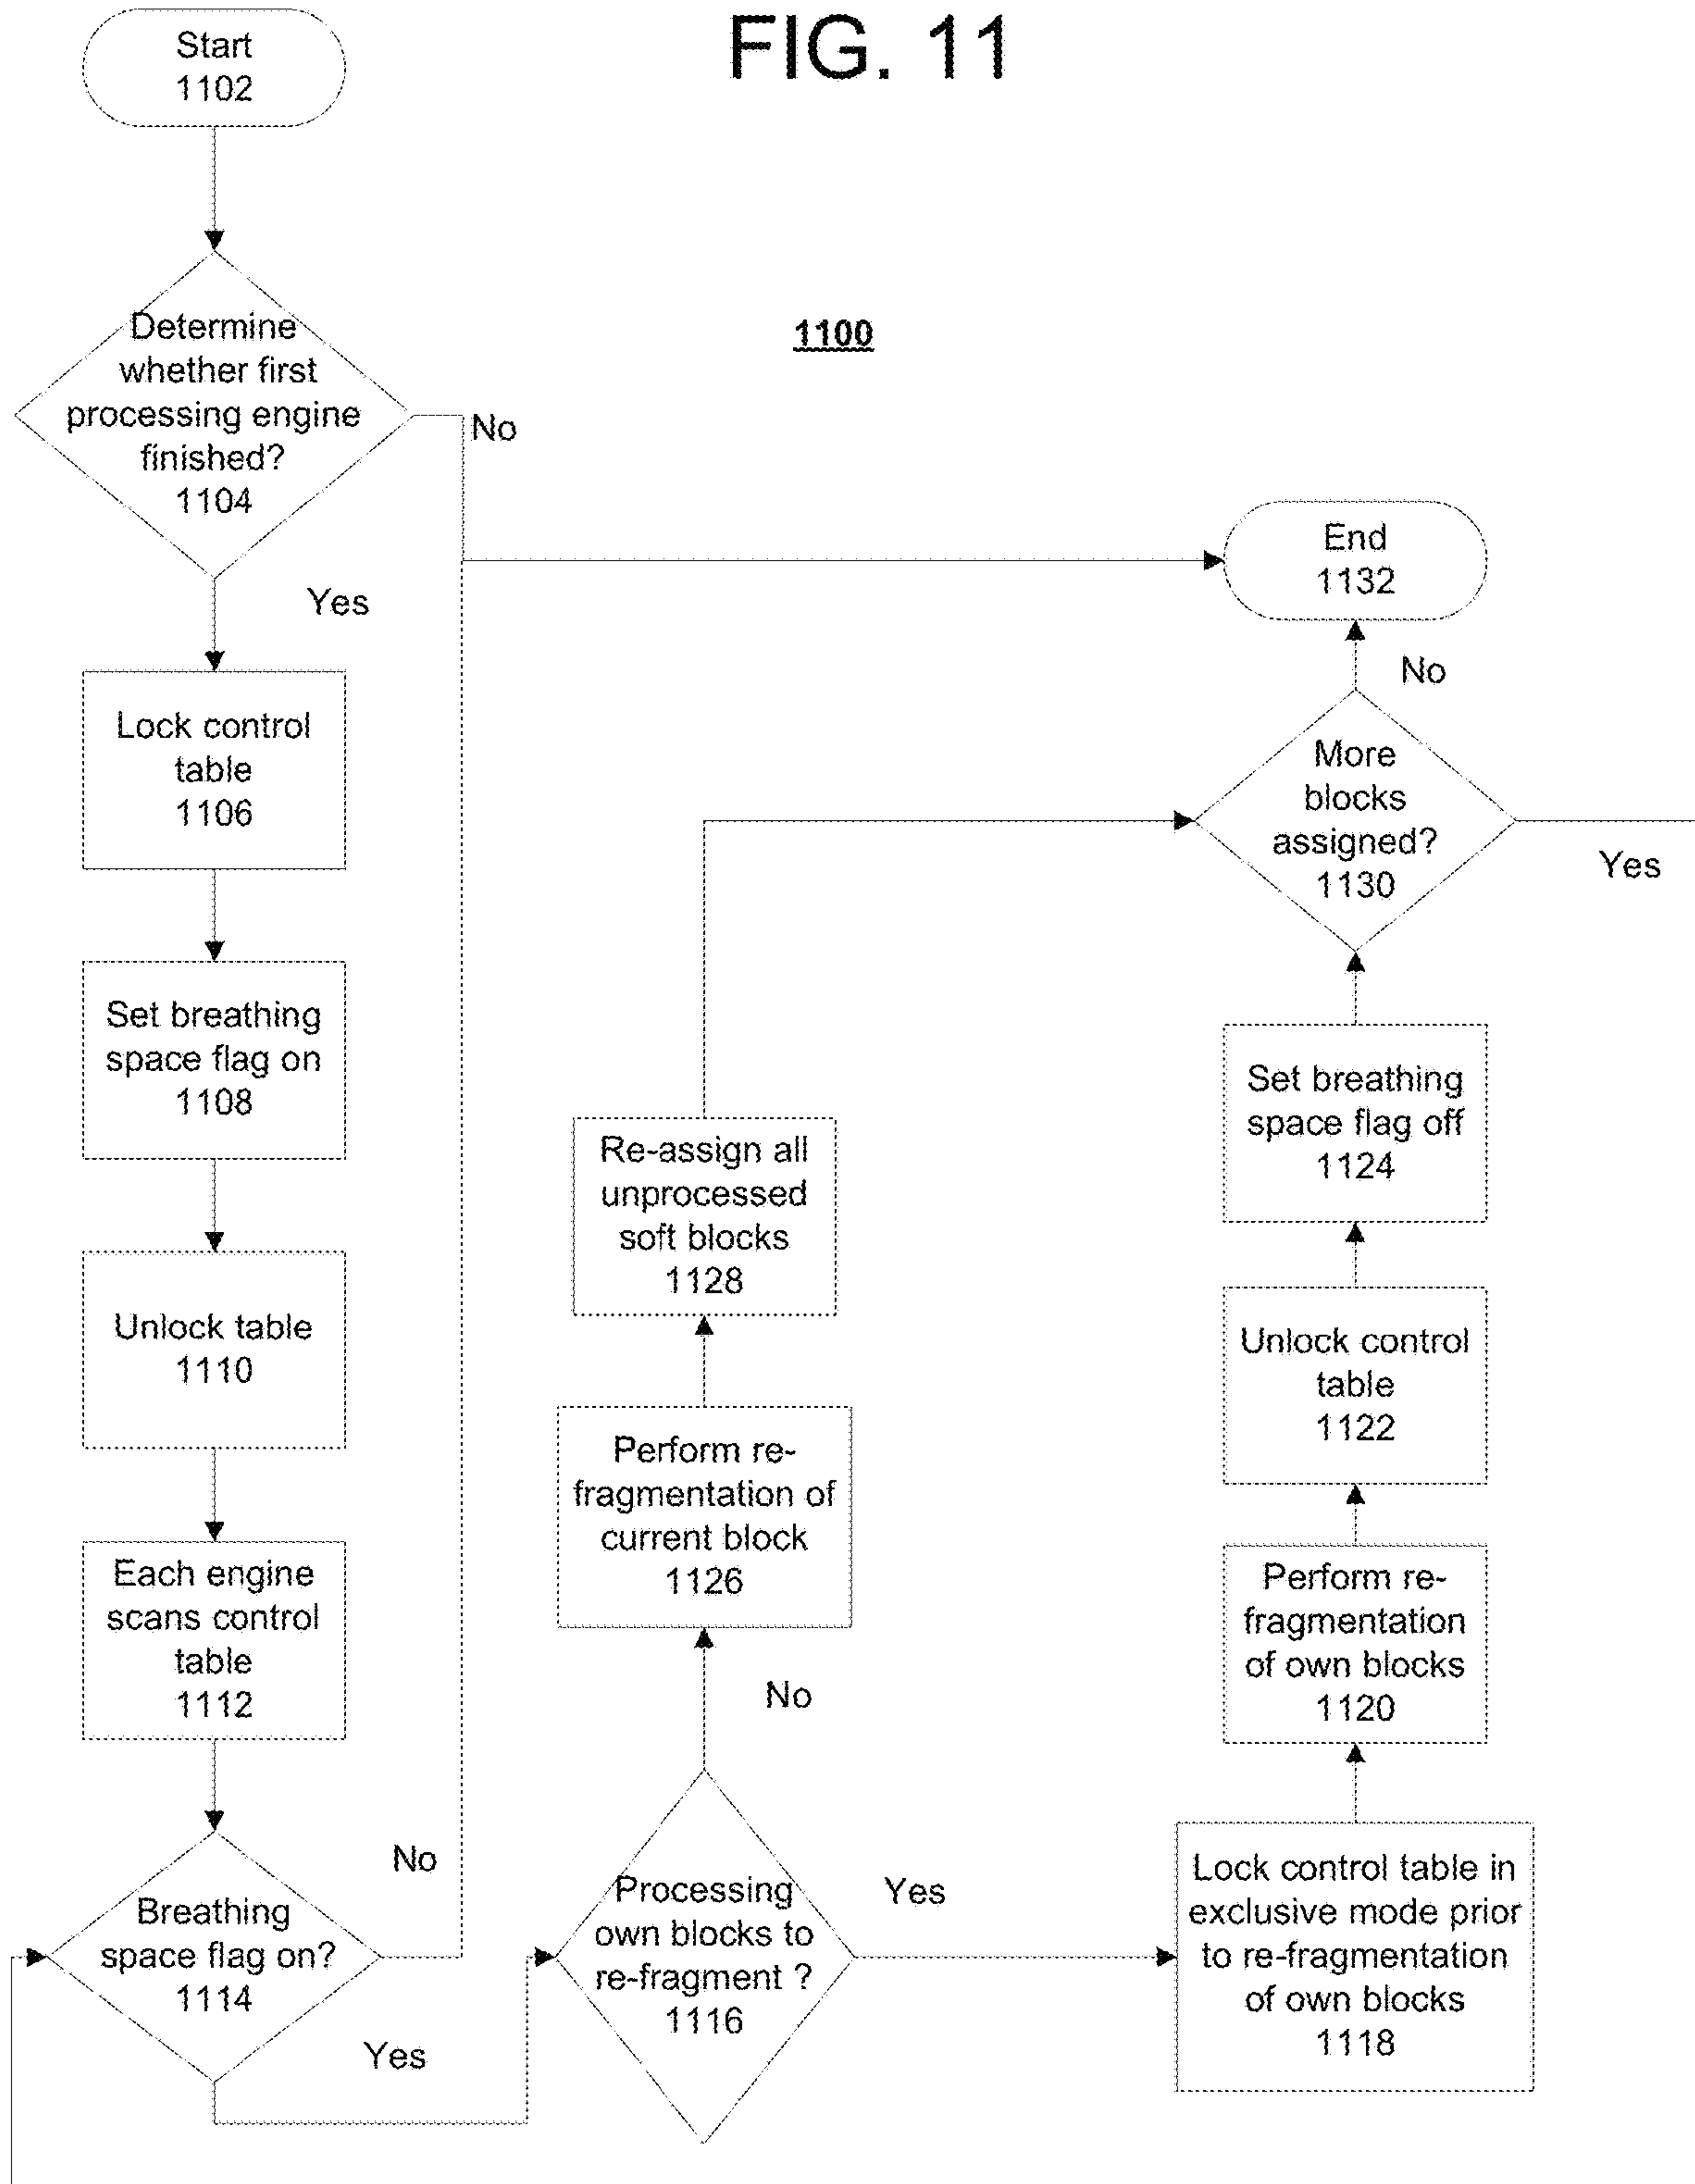 FIG. 11
Start
1102
Determine
whether first
processing engine
finished?
1104
No
1100
Yes
Lock control
table
1106
Set breathing
space flag on
1108
Unlock table
1110
Each engine
scans control
table
1112
Breathing
space flag on?
1114
No
Yes
Processing
own blocks to
re-fragment ?
1116
No
Yes
Perform re-
fragmentation of
current block
1126
Re-assign all
unprocessed
soft blocks
1128
Lock control table in
exclusive mode prior
to re-fragmentation
of own blocks
1118
Perform re-
fragmentation
of own blocks
1120
Unlock control
table
1122
Set breathing
space flag off
1124
More
blocks
assigned?
1130
Yes
No
End
1132